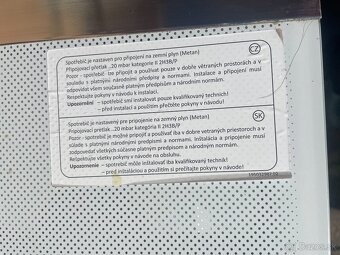 Spotřebič je nastaven pro připojení na zemní plyn (Metan)
Připojovací přetlak ..20 mbar kategorie II 2H3B/P
Pozor - spotřebič lze připojit a používat pouze v dobře větraných prostorách a v
souladu s platnými národními předpisy a normami. Instalace a připojení musí
odpovídat všem současně platným předpisům a národním normám.
Respektujte pokyny v návodu k instalaci.
Upozornění – spotřebič smí instalovat pouze kvalifikovaný technik!
– před instalací a použitím přečtěte pokyny v návodu!
CZ
Spotrebič je nastavený pre pripojenie na zemný plyn (Metan)
Pripojovací pretlak ..20 mbar kategória II 2H3B/P
Pozor - spotrebič je možné pripojiť a používať iba v dobre vetraných priestoroch a v
súlade s platnými národnými predpismi a normami. Inštalácia a pripojenie musí
zodpovedať všetkým súčasne platným predpisom a národným normám.
Rešpektujte všetky pokyny v návodu na obsluhu.
Upozornenie - spotrebič môže inštalovať iba kvalifikovaný technik!
– pred inštaláciou a použitím si prečítajte pokyny v návode!
SK